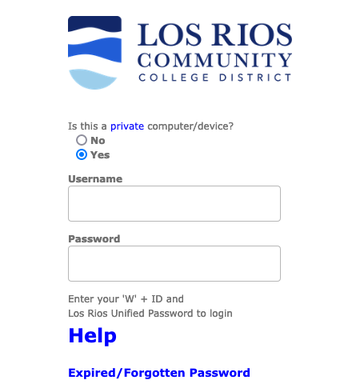 LOS RIOS
COMMUNITY
COLLEGE DISTRICT
Is this a private computer/device?
No
Yes
Username
Password
Enter your 'W' + ID and
Los Rios Unified Password to login
Help
Expired/Forgotten Password